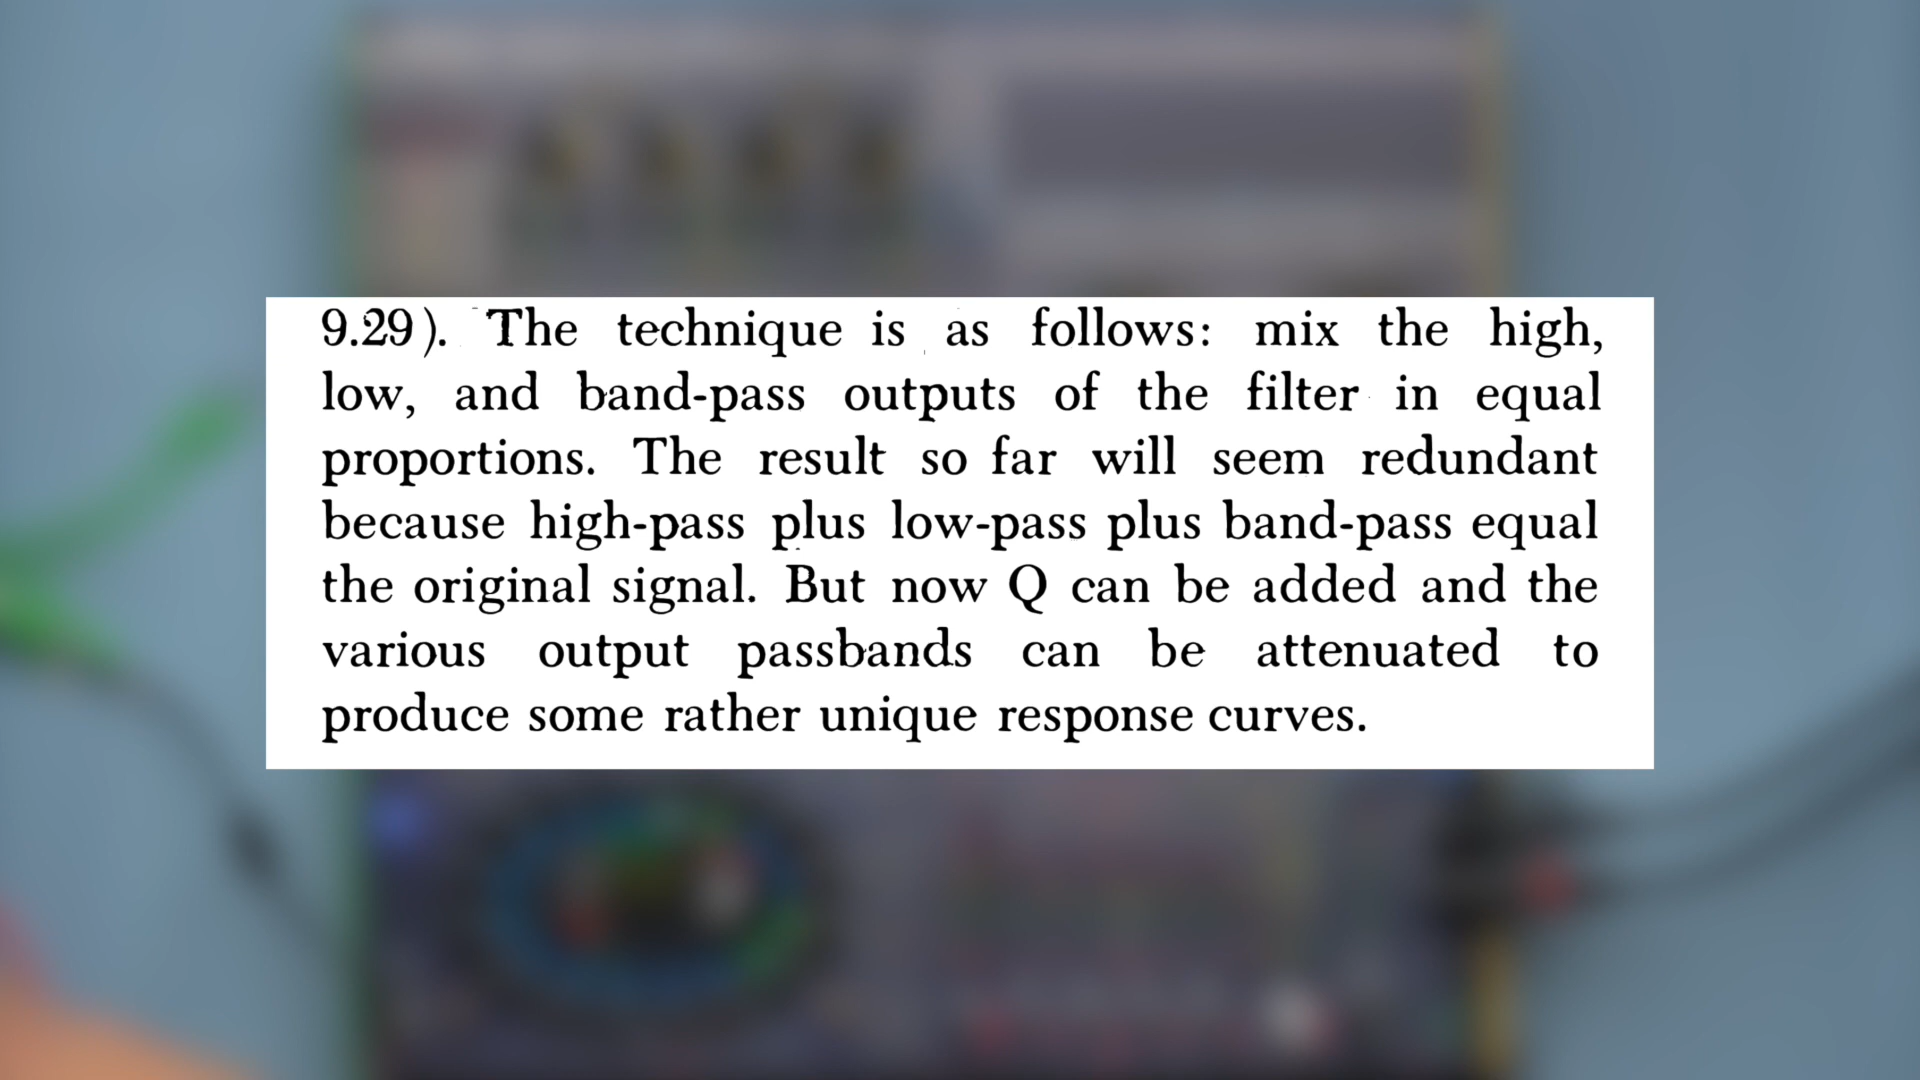 9.29). The technique is as follows: mix the high,
low, and band-pass outputs of the filter in equal
proportions. The result so far will seem redundant
because high-pass plus low-pass plus band-pass equal
the original signal. But now Q can be added and the
various output passbands can be attenuated to
produce some rather unique response curves.